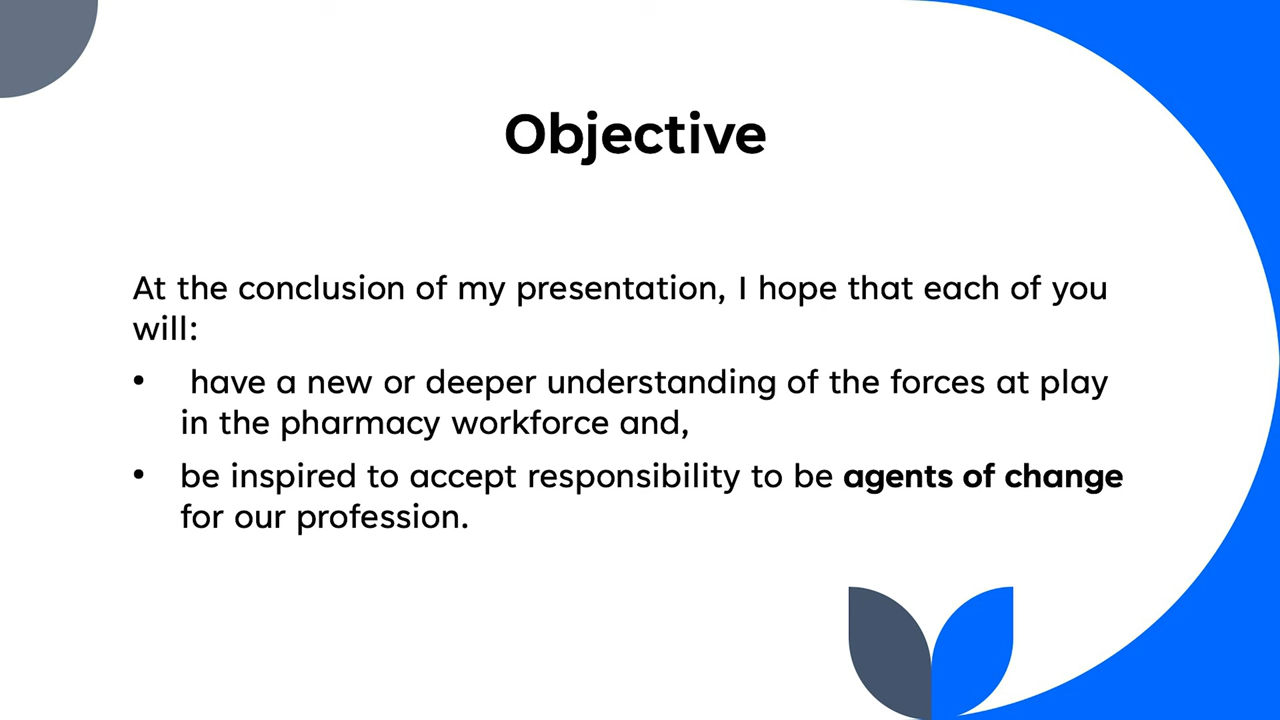 Objective
At the conclusion of my presentation, I hope that each of you
will:
• have a new or deeper understanding of the forces at play
in the pharmacy workforce and,
• be inspired to accept responsibility to be agents of change
for our profession.